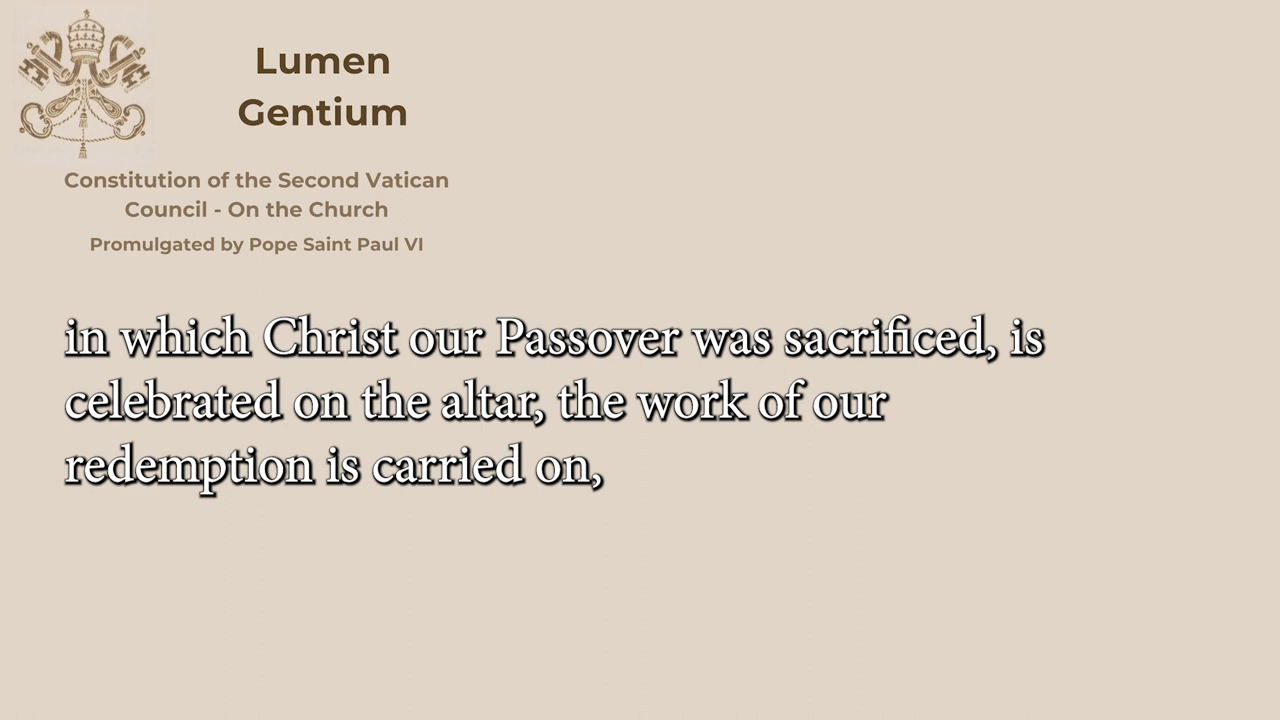 Lumen
Gentium
Constitution of the Second Vatican
Council - On the Church
Promulgated by Pope Saint Paul VI
in which Christ our Passover was sacrificed, is
celebrated on the altar, the work of our
redemption is carried on,